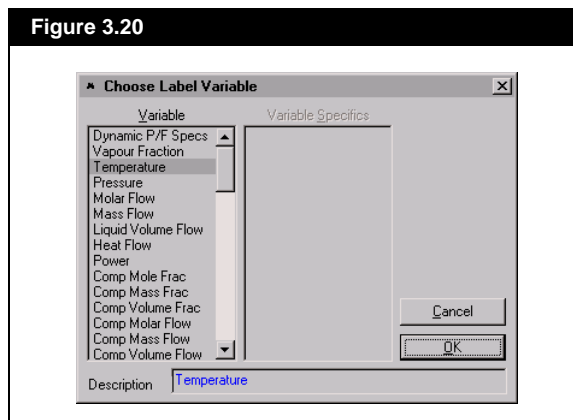 Figure 3.20
Choose Label Variable
Variable
Variable Specifics
Dynamic P/F Specs
Vapour Fraction
Temperature
Pressure
Molar Flow
Mass Flow
Liquid Volume Flow
Heat Flow
Power
Comp Mole Frac
Comp Mass Frac
Comp Volume Frac
Comp Molar Flow
Comp Mass Flow
Comp Volume Flow
Cancel
OK
Description Temperature